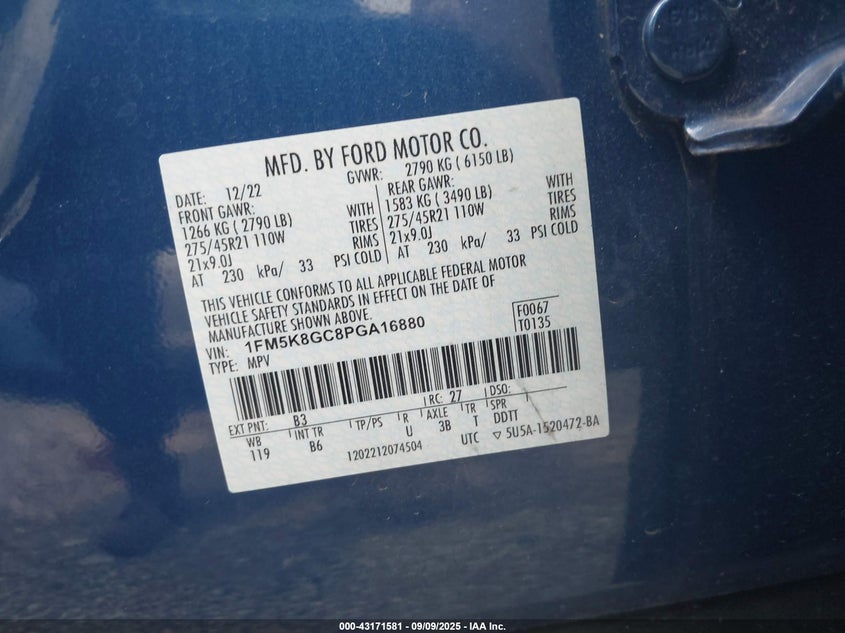 MFD. BY FORD MOTOR CO.
DATE: 12/22 GVWR: 2790 KG ( 6150 LB)
FRONT GAWR: REAR GAWR:
1266 KG ( 2790 LB) WITH 1583 KG ( 3490 LB) WITH
275/45R21 110W TIRES 275/45R21 110W TIRES
21x9.0J RIMS 21x9.0J RIMS
AT 230 kPa/ 33 PSI COLD AT 230 kPa/ 33 PSI COLD
THIS VEHICLE CONFORMS TO ALL APPLICABLE FEDERAL MOTOR
VEHICLE SAFETY STANDARDS IN EFFECT ON THE DATE OF
MANUFACTURE SHOWN ABOVE.
VIN: 1FM5K8GC8PGA16880 F0067
TYPE: MPV T0135
EXT PNT: B3 RC: 27 DSO:
WB INT TR TP/PS R AXLE TR SPR
119 B6 U 3B T DDTT
1202212074504 UTC ▽ 5U5A-1520472-BA
000-43171581 - 09/09/2025 - IAA Inc.